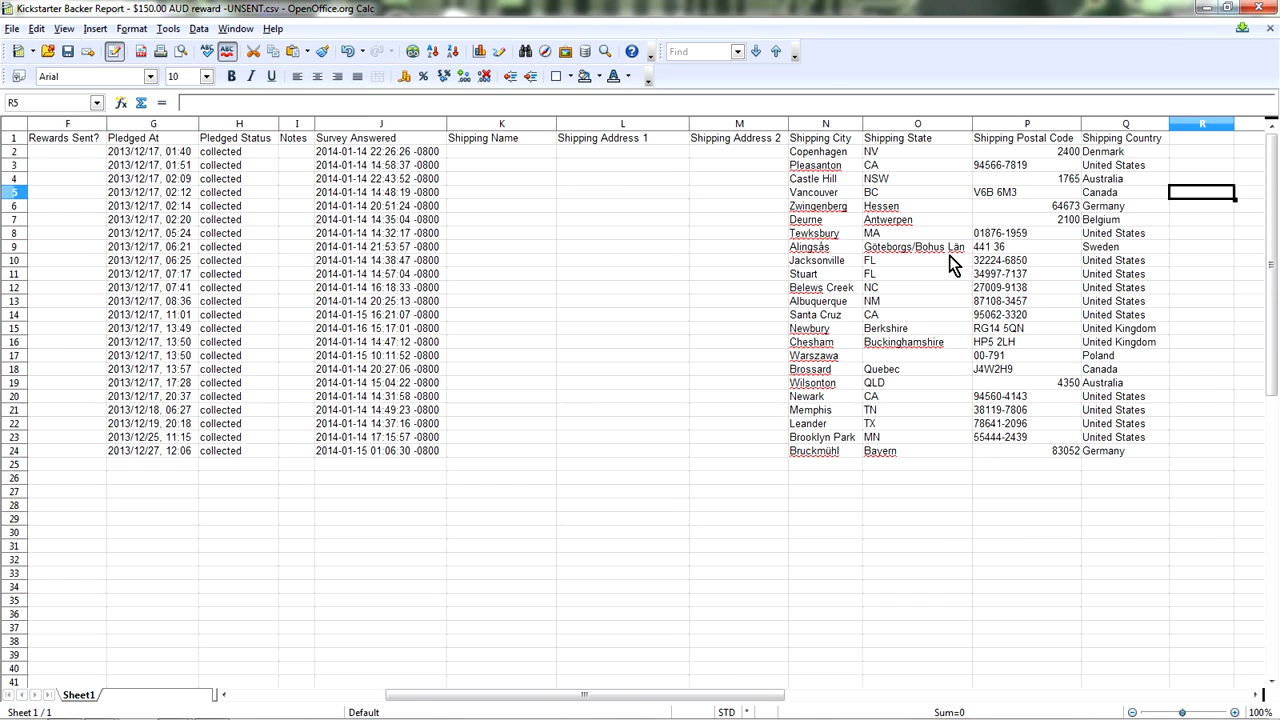 Kickstarter Backer Report - $150.00 AUD reward -UNSENT.csv - OpenOffice.org Calc
File Edit View Insert Format Tools Data Window Help
Find
Arial 10
R5
F G H I J K L M N O P Q R
1 Rewards Sent? Pledged At Pledged Status Notes Survey Answered Shipping Name Shipping Address 1 Shipping Address 2 Shipping City Shipping State Shipping Postal Code Shipping Country
2 2013/12/17, 01:40 collected 2014-01-14 22:26:26 -0800 Copenhagen NV 2400 Denmark
3 2013/12/17, 01:51 collected 2014-01-14 14:58:37 -0800 Pleasanton CA 94566-7819 United States
4 2013/12/17, 02:09 collected 2014-01-14 22:43:52 -0800 Castle Hill NSW 1765 Australia
5 2013/12/17, 02:12 collected 2014-01-14 14:48:19 -0800 Vancouver BC V6B 6M3 Canada
6 2013/12/17, 02:14 collected 2014-01-14 20:51:24 -0800 Zwingenberg Hessen 64673 Germany
7 2013/12/17, 02:20 collected 2014-01-14 14:35:04 -0800 Deurne Antwerpen 2100 Belgium
8 2013/12/17, 05:24 collected 2014-01-14 14:32:17 -0800 Tewksbury MA 01876-1959 United States
9 2013/12/17, 06:21 collected 2014-01-14 21:53:57 -0800 Alingsås Göteborgs/Bohus Län 441 36 Sweden
10 2013/12/17, 06:25 collected 2014-01-14 14:38:47 -0800 Jacksonville FL 32224-6850 United States
11 2013/12/17, 07:17 collected 2014-01-14 14:57:04 -0800 Stuart FL 34997-7137 United States
12 2013/12/17, 07:41 collected 2014-01-14 16:18:33 -0800 Belews Creek NC 27009-9138 United States
13 2013/12/17, 08:36 collected 2014-01-14 20:25:13 -0800 Albuquerque NM 87108-3457 United States
14 2013/12/17, 11:01 collected 2014-01-15 16:21:07 -0800 Santa Cruz CA 95062-3320 United States
15 2013/12/17, 13:49 collected 2014-01-16 15:17:01 -0800 Newbury Berkshire RG14 5QN United Kingdom
16 2013/12/17, 13:50 collected 2014-01-14 14:47:12 -0800 Chesham Buckinghamshire HP5 2LH United Kingdom
17 2013/12/17, 13:50 collected 2014-01-15 10:11:52 -0800 Warszawa 00-791 Poland
18 2013/12/17, 13:57 collected 2014-01-14 20:27:06 -0800 Brossard Quebec J4W2H9 Canada
19 2013/12/17, 17:28 collected 2014-01-14 15:04:22 -0800 Wilsonton QLD 4350 Australia
20 2013/12/17, 20:37 collected 2014-01-14 14:31:58 -0800 Newark CA 94560-4143 United States
21 2013/12/18, 06:27 collected 2014-01-14 14:49:23 -0800 Memphis TN 38119-7806 United States
22 2013/12/19, 20:18 collected 2014-01-14 14:37:16 -0800 Leander TX 78641-2096 United States
23 2013/12/25, 11:15 collected 2014-01-14 17:15:57 -0800 Brooklyn Park MN 55444-2439 United States
24 2013/12/27, 12:06 collected 2014-01-15 01:06:30 -0800 Bruckmühl Bayern 83052 Germany
25
26
27
28
29
30
31
32
33
34
35
36
37
38
39
40
41
Sheet1
Sheet 1 / 1 Default STD * Sum=0 100%